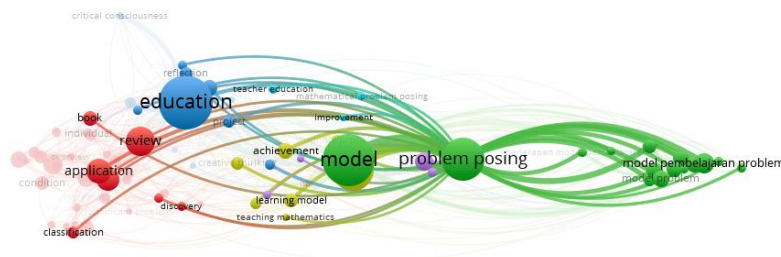 critical consciousness
reflection
education
teacher education
mathematical problem posing
book
project
improvement
individual
review
achievement
model
problem posing
application
condition
model pembelajaran problem
model problem
learning model
discovery
teaching mathematics
classification